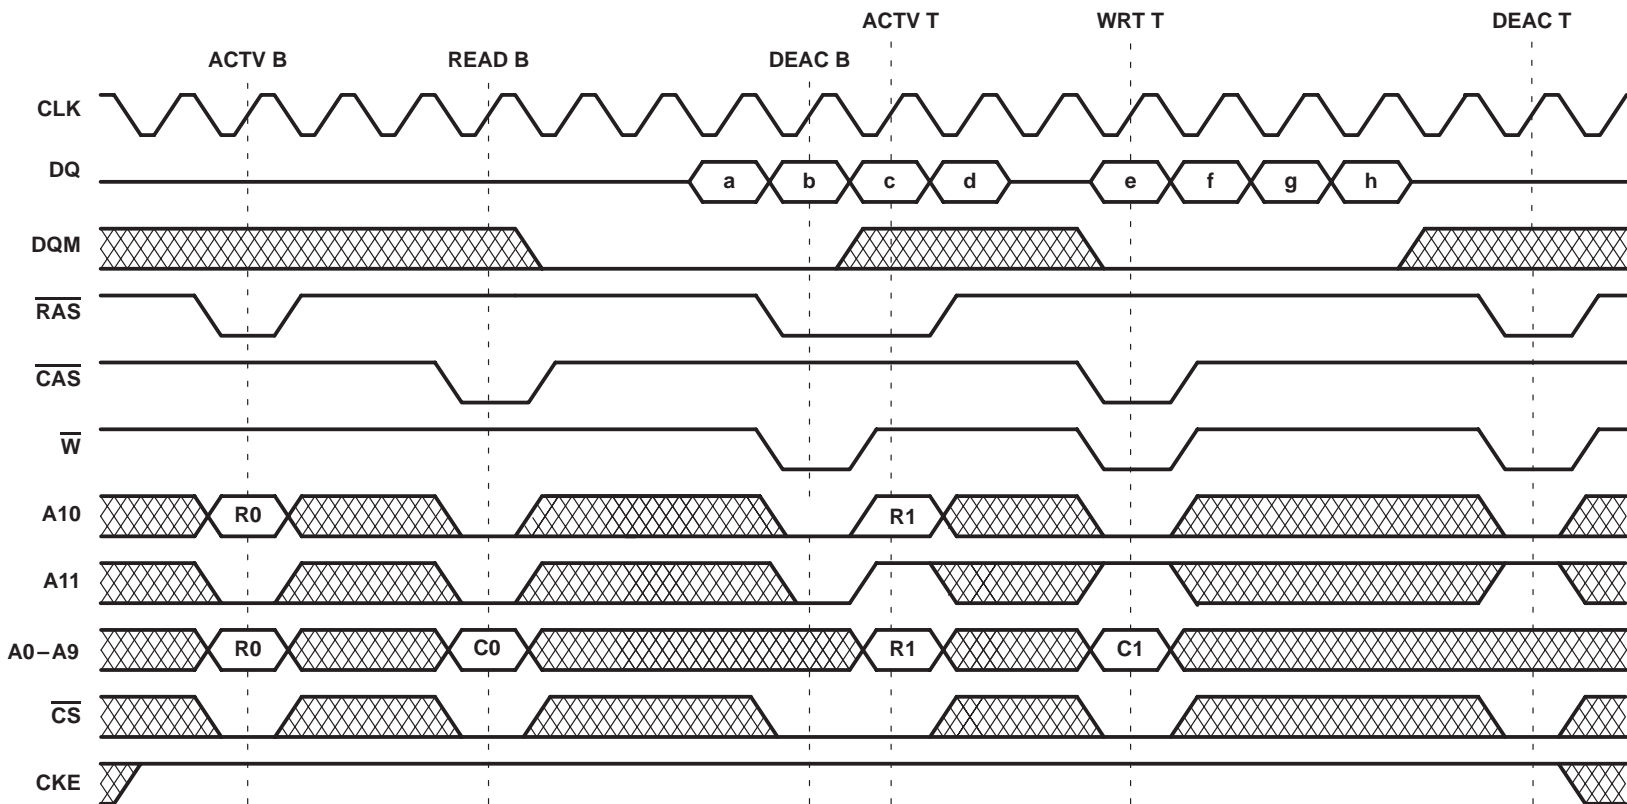 ACTV T WRT T DEAC T
ACTV B READ B DEAC B
CLK
DQ a b c d e f g h
DQM
RAS
CAS
W
A10 R0 R1
A11
A0–A9 R0 C0 R1 C1
CS
CKE